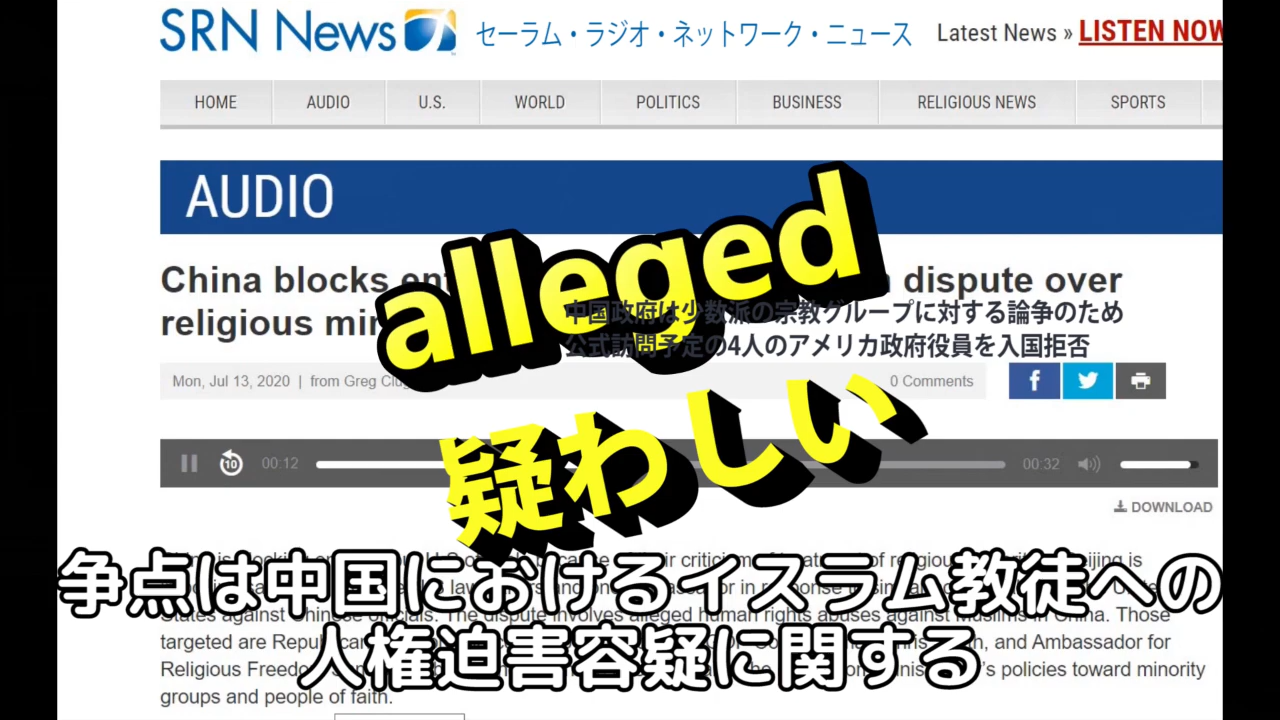 SRN News セーラム・ラジオ・ネットワーク・ニュース Latest News » LISTEN NOW
HOME AUDIO U.S. WORLD POLITICS BUSINESS RELIGIOUS NEWS SPORTS
AUDIO
China blocks dispute over
religious
alleged
中国政府は少数派の宗教グループに対する論争のため
公式訪問予定の4人のアメリカ政府役員を入国拒否
Mon, Jul 13, 2020 | from Greg 0 Comments
疑わしい
10 00:12 00:32
DOWNLOAD
争点は中国におけるイスラム教徒への
人権迫害容疑に関する
States against Chinese officials. The dispute involves alleged human rights abuses against Muslims in China. Those
targeted are and Ambassador for
Religious policies toward minority
groups and people of faith.